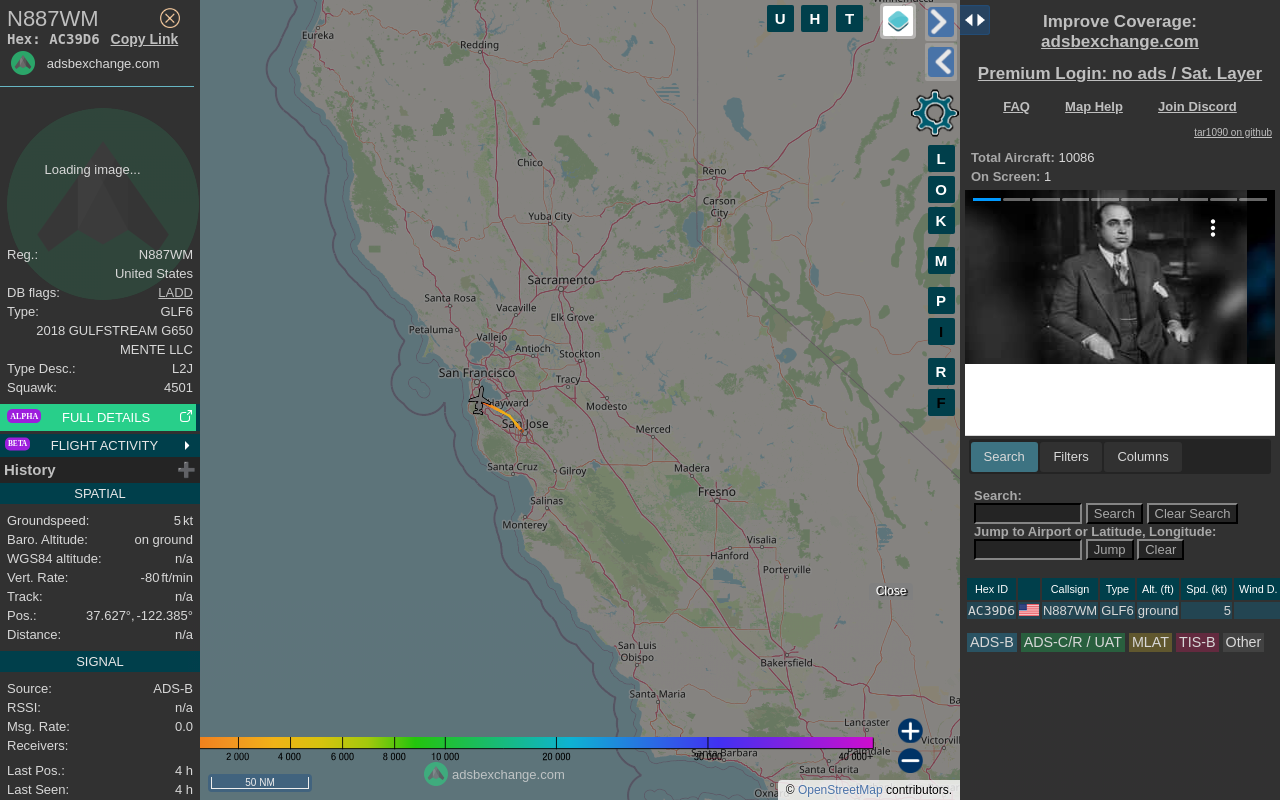 N887WM
Hex: AC39D6 Copy Link
adsbexchange.com
Loading image...
Reg.: N887WM
United States
DB flags: LADD
Type: GLF6
2018 GULFSTREAM G650
MENTE LLC
Type Desc.: L2J
Squawk: 4501
ALPHA FULL DETAILS
BETA FLIGHT ACTIVITY
History
SPATIAL
Groundspeed: 5 kt
Baro. Altitude: on ground
WGS84 altitude: n/a
Vert. Rate: -80 ft/min
Track: n/a
Pos.: 37.627°, -122.385°
Distance: n/a
SIGNAL
Source: ADS-B
RSSI: n/a
Msg. Rate: 0.0
Receivers:
Last Pos.: 4 h
Last Seen: 4 h
Eureka
Redding
Chico
Reno
Carson
City
Yuba City
Sacramento
Santa Rosa
Vacaville
Elk Grove
Petaluma
Vallejo
Antioch
Stockton
San Francisco
Tracy
Hayward
Modesto
San Jose
Merced
Santa Cruz
Gilroy
Madera
Salinas
Fresno
Monterey
Visalia
Hanford
Porterville
San Luis
Obispo
Bakersfield
Santa Maria
Lancaster
Santa Barbara
Palmdale
Victorvil
Santa Clarita
Oxna
Ba
U H T
L
O
K
M
P
I
R
F
Close
2 000 4 000 6 000 8 000 10 000 20 000 30 000 40 000+
50 NM
adsbexchange.com
© OpenStreetMap contributors.
Improve Coverage:
adsbexchange.com
Premium Login: no ads / Sat. Layer
FAQ Map Help Join Discord
tar1090 on github
Total Aircraft: 10086
On Screen: 1
Search Filters Columns
Search:
Search Clear Search
Jump to Airport or Latitude, Longitude:
Jump Clear
Hex ID Callsign Type Alt. (ft) Spd. (kt) Wind D.
AC39D6 N887WM GLF6 ground 5
ADS-B ADS-C/R / UAT MLAT TIS-B Other